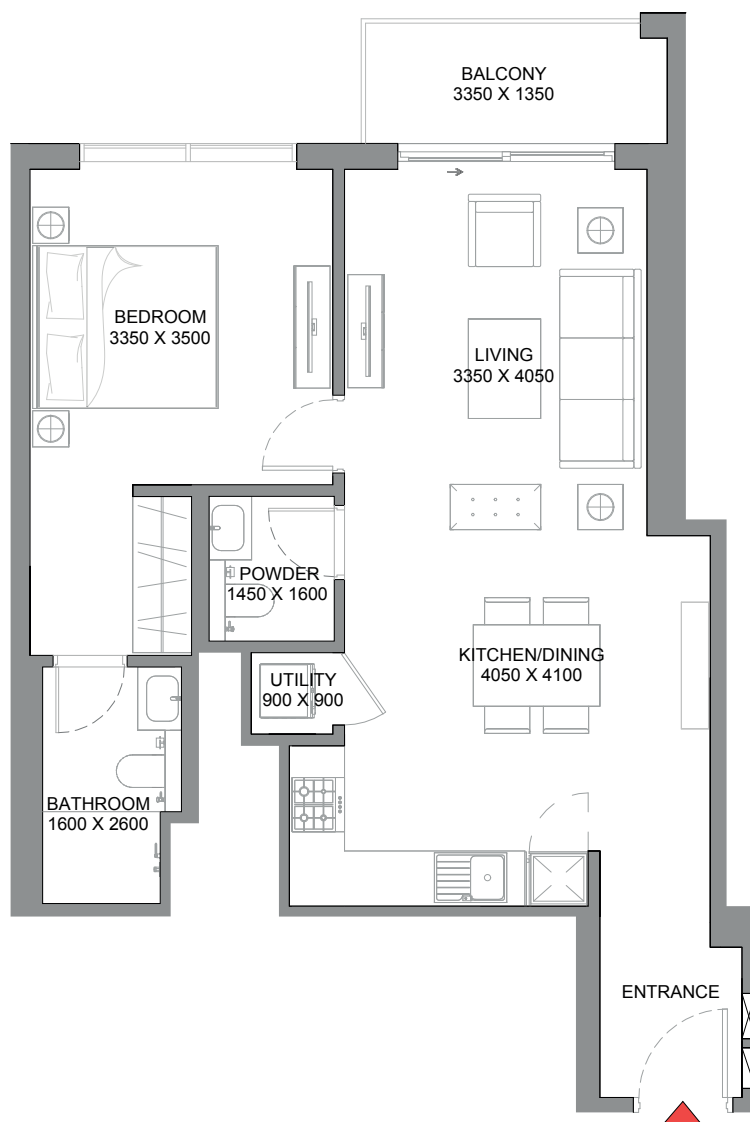 BALCONY
3350 X 1350
BEDROOM
3350 X 3500
LIVING
3350 X 4050
POWDER
1450 X 1600
KITCHEN/DINING
4050 X 4100
UTILITY
900 X 900
BATHROOM
1600 X 2600
ENTRANCE